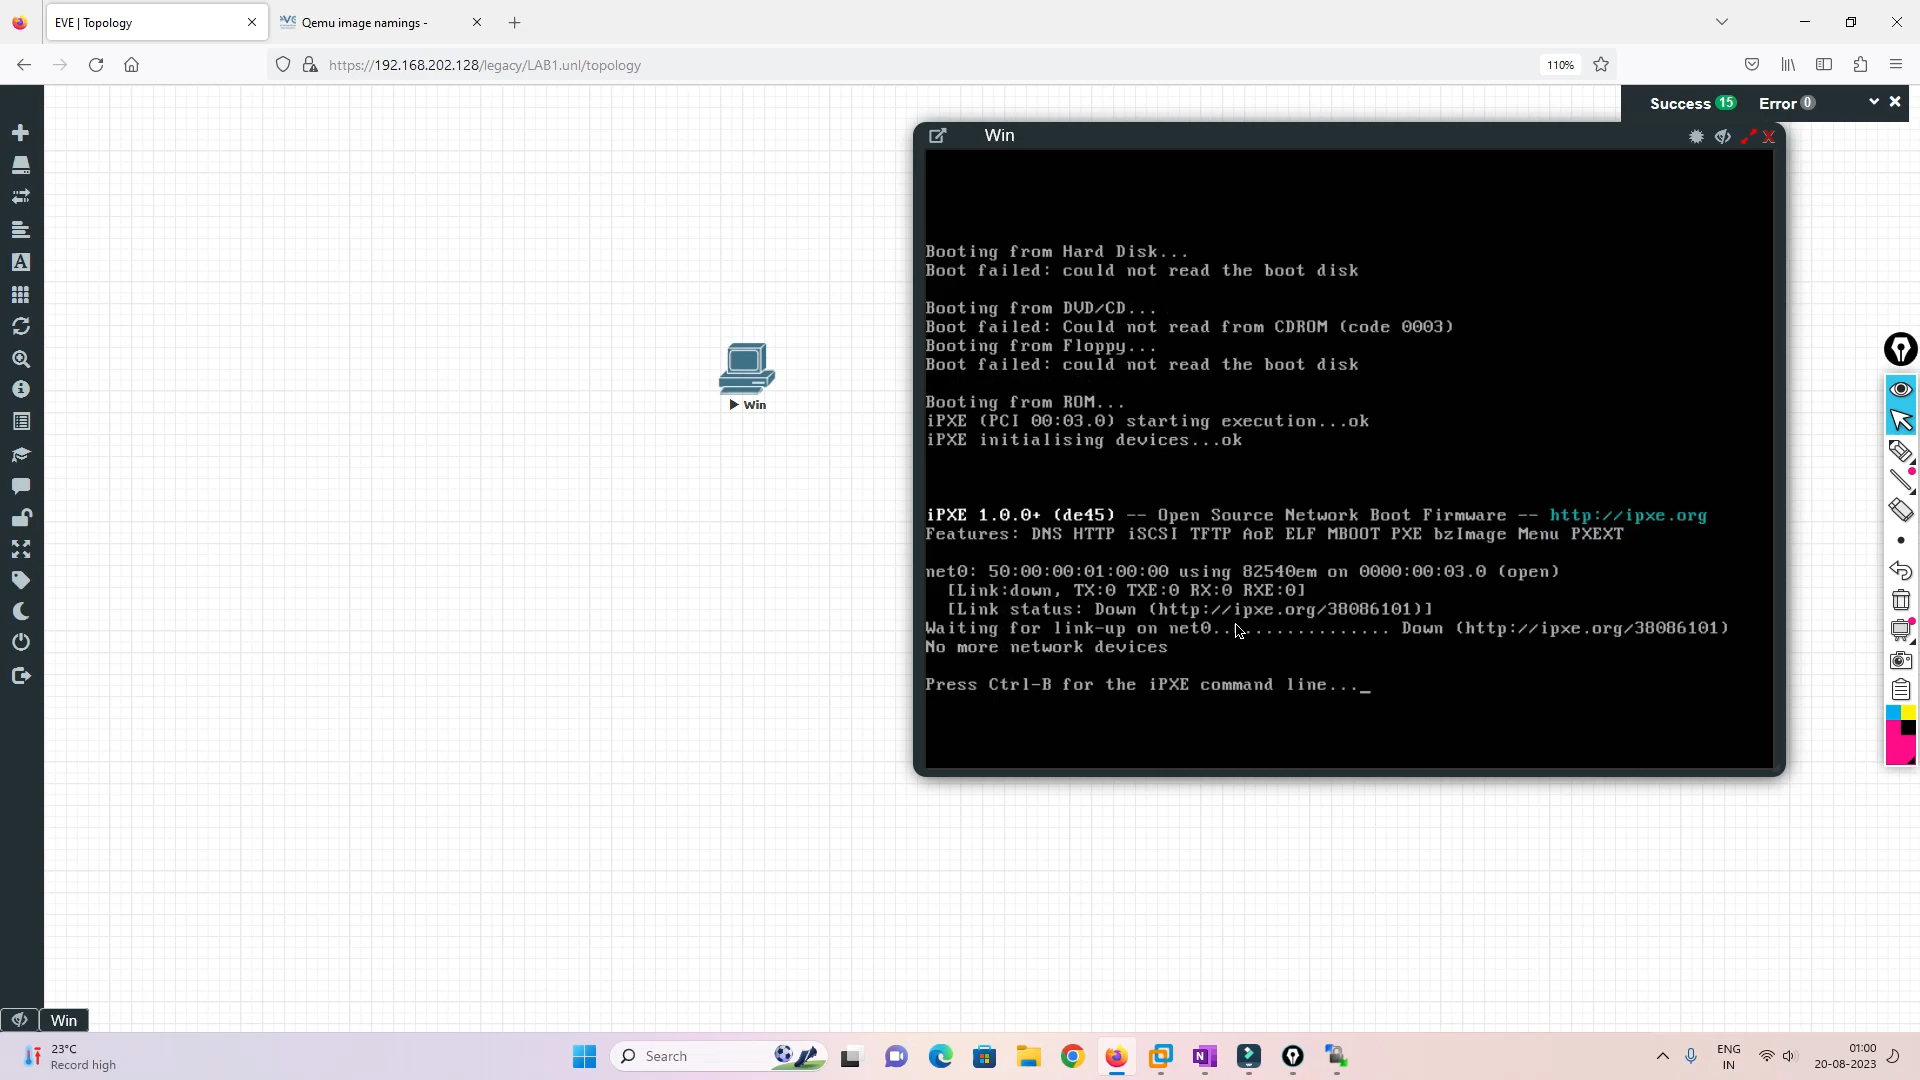 EVE | Topology
Qemu image namings -
https://192.168.202.128/legacy/LAB1.unl/topology
110%
Success 15 Error 0
Win
Booting from Hard Disk...
Boot failed: could not read the boot disk
Booting from DVD/CD...
Boot failed: Could not read from CDROM (code 0003)
Booting from Floppy...
Boot failed: could not read the boot disk
Booting from ROM...
iPXE (PCI 00:03.0) starting execution...ok
iPXE initialising devices...ok
iPXE 1.0.0+ (de45) -- Open Source Network Boot Firmware -- http://ipxe.org
Features: DNS HTTP iSCSI TFTP AoE ELF MBOOT PXE bzImage Menu PXEXT
net0: 50:00:00:01:00:00 using 82540em on 0000:00:03.0 (open)
[Link:down, TX:0 TXE:0 RX:0 RXE:0]
[Link status: Down (http://ipxe.org/38086101)]
Waiting for link-up on net0................. Down (http://ipxe.org/38086101)
No more network devices
Press Ctrl-B for the iPXE command line..._
Win
Win
23°C
Record high
Search
ENG
IN
01:00
20-08-2023